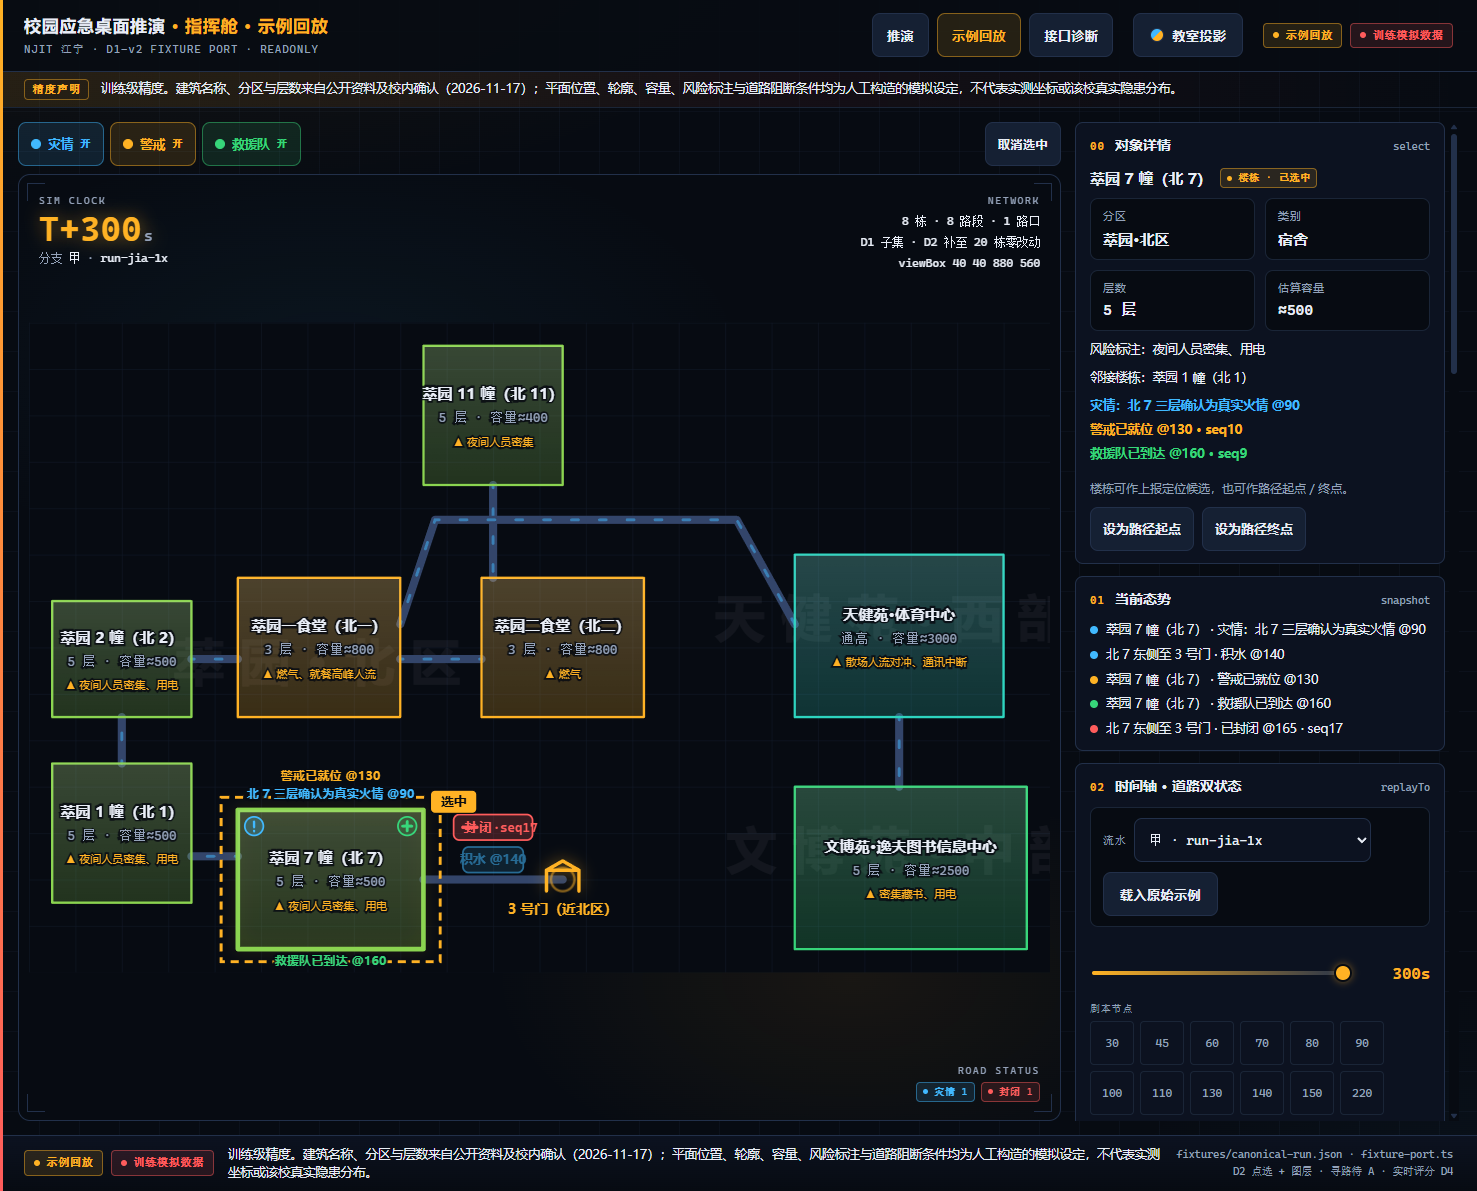 校园应急桌面推演 • 指挥舱 • 示例回放
NJIT 江宁 · D1-v2 FIXTURE PORT · READONLY
推演
示例回放
接口诊断
教室投影
示例回放
训练模拟数据
精度声明
训练级精度。建筑名称、分区与层数来自公开资料及校内确认（2026-11-17）；平面位置、轮廓、容量、风险标注与道路阻断条件均为人工构造的模拟设定，不代表实测坐标或该校真实隐患分布。
灾情 开
警戒 开
救援队 开
取消选中
SIM CLOCK
T+300s
分支 甲 · run-jia-1x
NETWORK
8 栋 · 8 路段 · 1 路口
D1 子集 · D2 补至 20 栋零改动
viewBox 40 40 880 560
萃园 11 幢（北 11）
5 层 · 容量≈400
▲ 夜间人员密集
萃园 2 幢（北 2）
5 层 · 容量≈500
▲ 夜间人员密集、用电
萃园一食堂（北一）
3 层 · 容量≈800
▲ 燃气、就餐高峰人流
萃园二食堂（北二）
3 层 · 容量≈800
▲ 燃气
天健苑•体育中心
通高 · 容量≈3000
▲ 散场人流对冲、通讯中断
萃园 1 幢（北 1）
5 层 · 容量≈500
▲ 夜间人员密集、用电
警戒已就位 @130
北 7 三层确认为真实火情 @90
选中
萃园 7 幢（北 7）
5 层 · 容量≈500
▲ 夜间人员密集、用电
救援队已到达 @160
封闭·seq17
积水 @140
3 号门（近北区）
文博苑•逸夫图书信息中心
5 层 · 容量≈2500
▲ 密集藏书、用电
ROAD STATUS
灾情 1
封闭 1
00 对象详情
select
萃园 7 幢（北 7）
楼栋 · 已选中
分区
萃园•北区
类别
宿舍
层数
5 层
估算容量
≈500
风险标注：夜间人员密集、用电
邻接楼栋：萃园 1 幢（北 1）
灾情：北 7 三层确认为真实火情 @90
警戒已就位 @130 • seq10
救援队已到达 @160 • seq9
楼栋可作上报定位候选，也可作路径起点 / 终点。
设为路径起点
设为路径终点
01 当前态势
snapshot
萃园 7 幢（北 7）· 灾情：北 7 三层确认为真实火情 @90
北 7 东侧至 3 号门 · 积水 @140
萃园 7 幢（北 7）· 警戒已就位 @130
萃园 7 幢（北 7）· 救援队已到达 @160
北 7 东侧至 3 号门 · 已封闭 @165 · seq17
02 时间轴 • 道路双状态
replayTo
流水
甲 · run-jia-1x
载入原始示例
300s
剧本节点
30 45 60 70 80 90
100 110 130 140 150 220
示例回放
训练模拟数据
训练级精度。建筑名称、分区与层数来自公开资料及校内确认（2026-11-17）；平面位置、轮廓、容量、风险标注与道路阻断条件均为人工构造的模拟设定，不代表实测
坐标或该校真实隐患分布。
fixtures/canonical-run.json · fixture-port.ts
D2 点选 + 图层 · 寻路待 A · 实时评分 D4